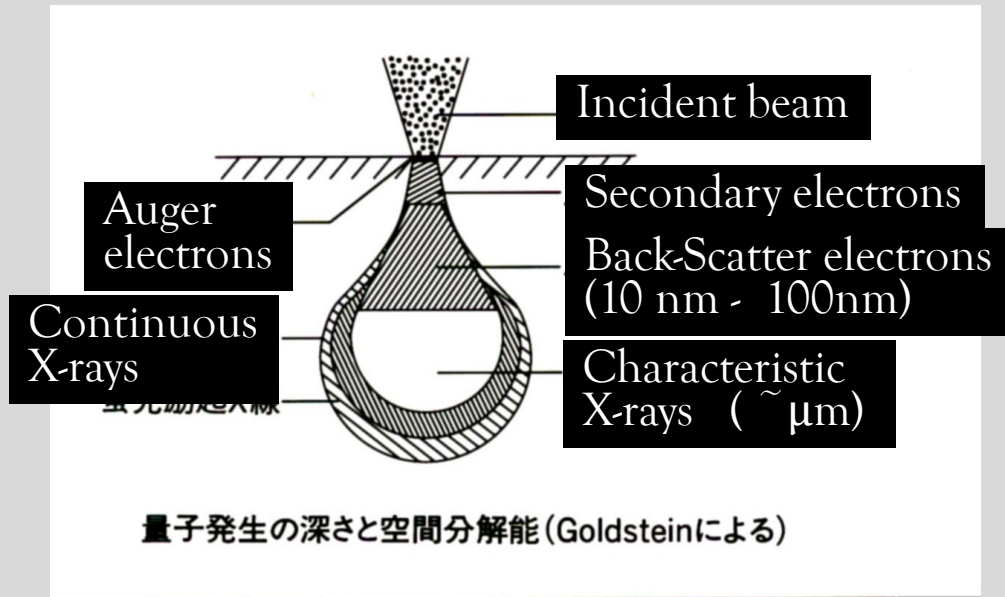 Incident beam
Secondary electrons
Auger
electrons
Back-Scatter electrons
(10 nm - 100nm)
Continuous
X-rays
Characteristic
X-rays ( ~μm)
量子発生の深さと空間分解能(Goldsteinによる)